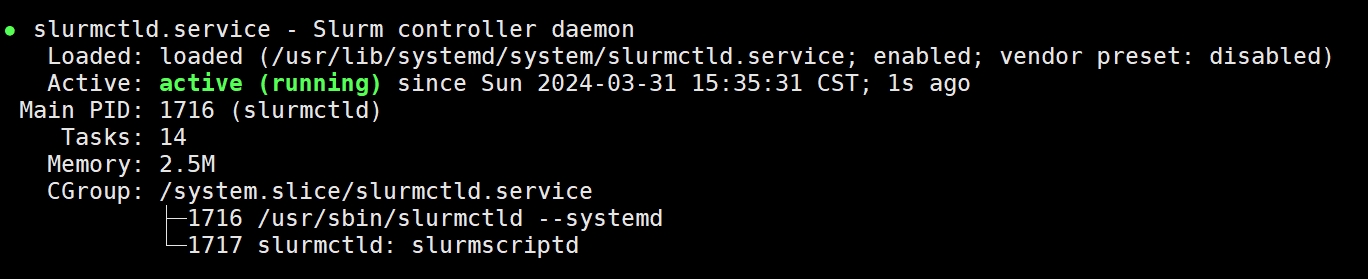 ● slurmctld.service - Slurm controller daemon
   Loaded: loaded (/usr/lib/systemd/system/slurmctld.service; enabled; vendor preset: disabled)
   Active: active (running) since Sun 2024-03-31 15:35:31 CST; 1s ago
 Main PID: 1716 (slurmctld)
    Tasks: 14
   Memory: 2.5M
   CGroup: /system.slice/slurmctld.service
           ├─1716 /usr/sbin/slurmctld --systemd
           └─1717 slurmctld: slurmscriptd